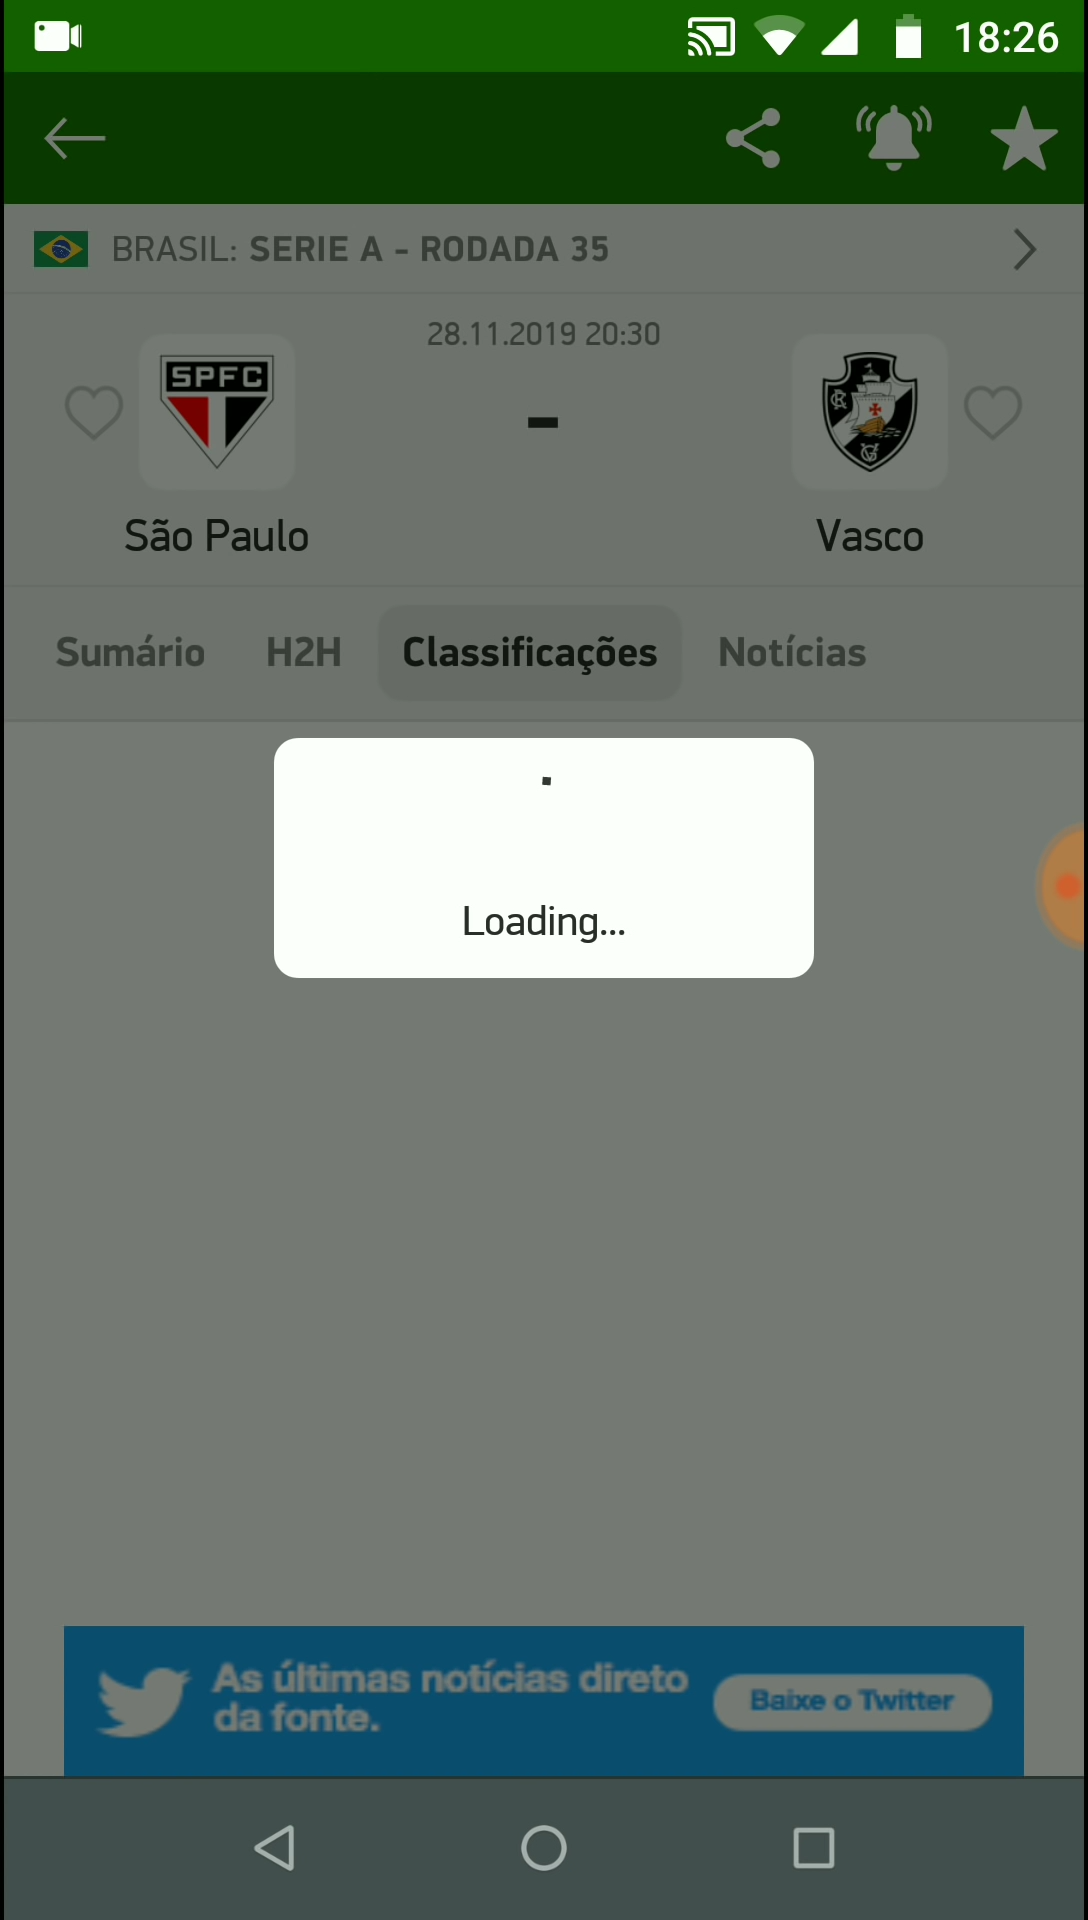 18:26
BRASIL: SERIE A - RODADA 35
28.11.2019 20:30
SPFC
-
São Paulo
Vasco
Sumário H2H Classificações Notícias
Loading...
As últimas notícias direto
da fonte.
Baixe o Twitter